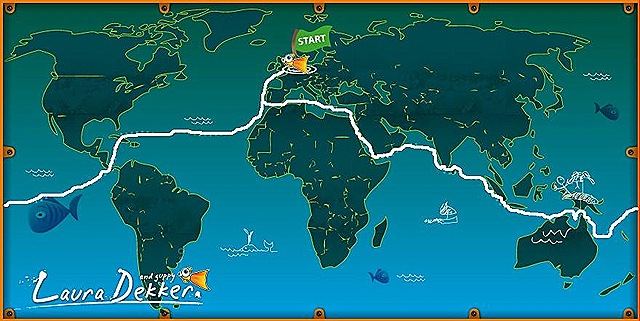 START
and guppy
Laura Dekker